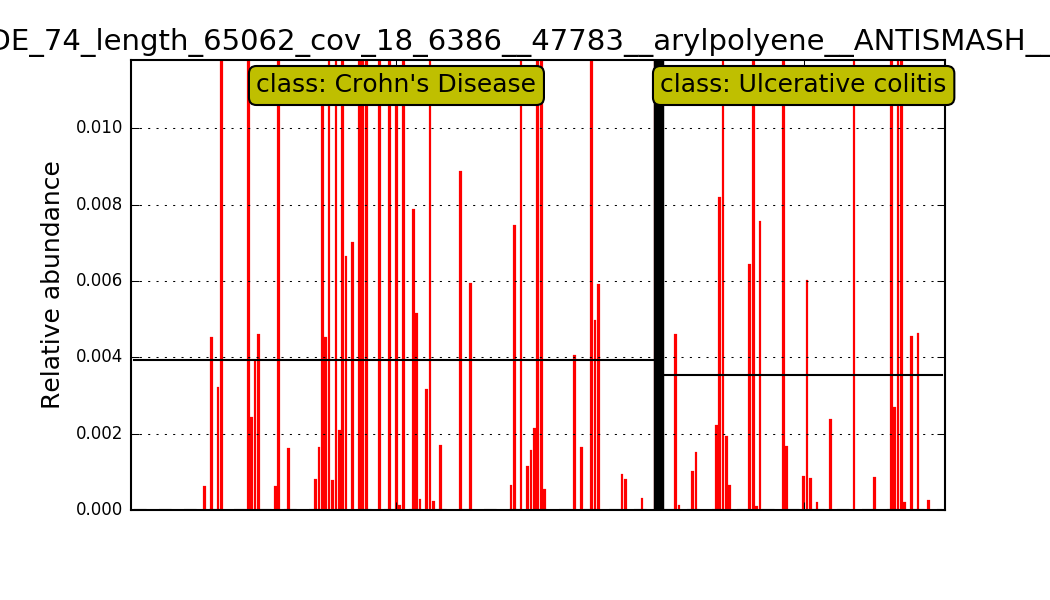 DE_74_length_65062_cov_18_6386__47783__arylpolyene__ANTISMASH__
class: Crohn's Disease
class: Ulcerative colitis
Relative abundance
0.010
0.008
0.006
0.004
0.002
0.000